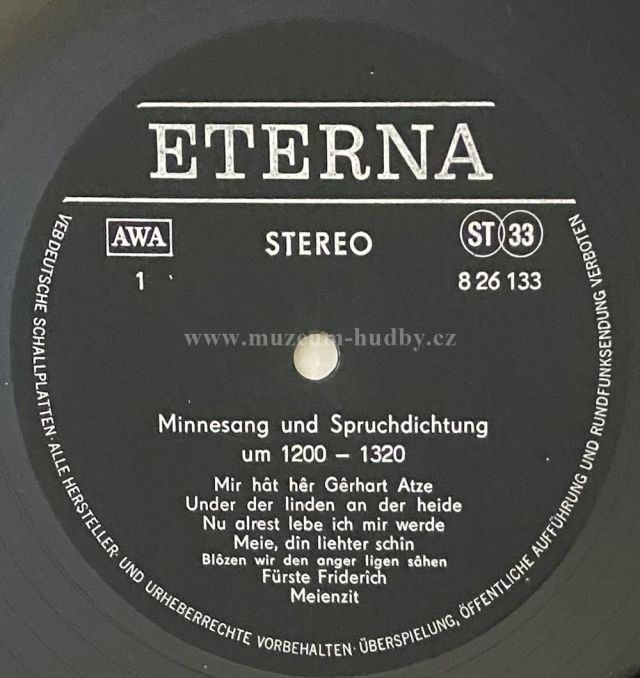 ETERNA
AWA
STEREO
ST 33
1
8 26 133
www.muzeum-hudby.cz
Minnesang und Spruchdichtung
um 1200 – 1320
Mir hât hêr Gêrhart Atze
Under der linden an der heide
Nu alrest lebe ich mir werde
Meie, dîn liehter schîn
Blôzen wir den anger ligen sâhen
Fürste Friderîch
Meienzit
VEB DEUTSCHE SCHALLPLATTEN · ALLE HERSTELLER- UND URHEBERRECHTE VORBEHALTEN · ÜBERSPIELUNG, ÖFFENTLICHE AUFFÜHRUNG UND RUNDFUNKSENDUNG VERBOTEN